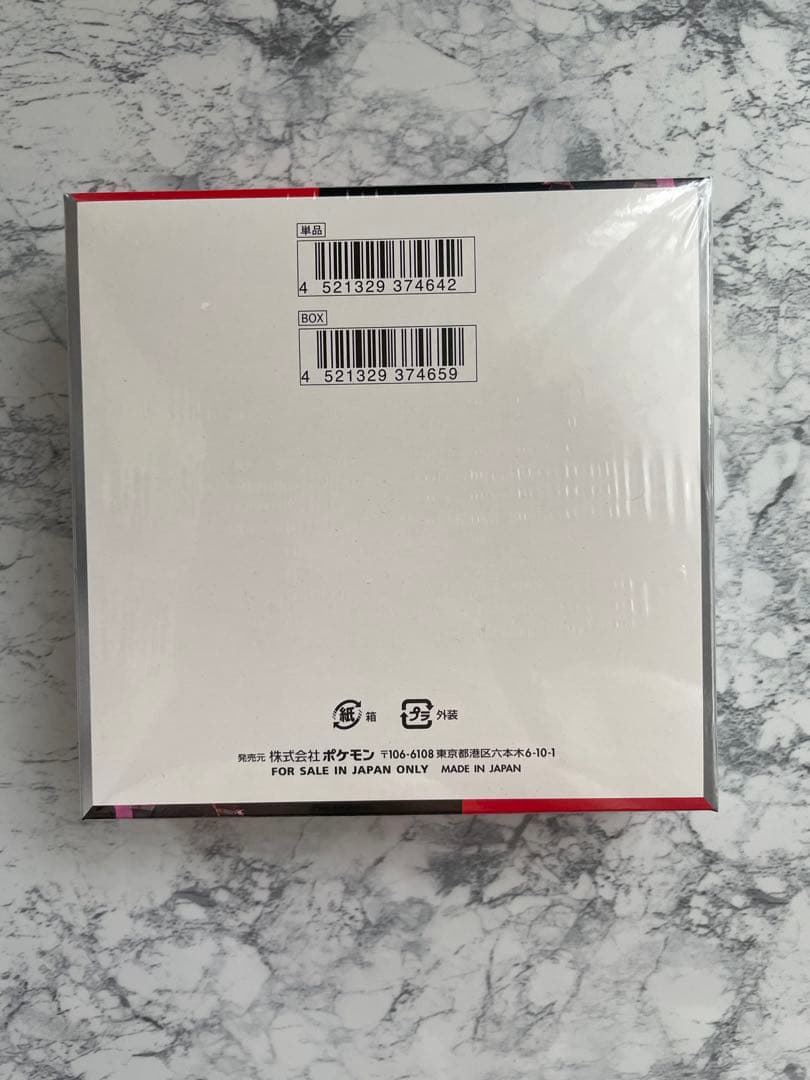 単品
4 521329 374642
BOX
4 521329 374659
紙 箱 プラ 外装
発売元 株式会社ポケモン 〒106-6108 東京都港区六本木6-10-1
FOR SALE IN JAPAN ONLY MADE IN JAPAN